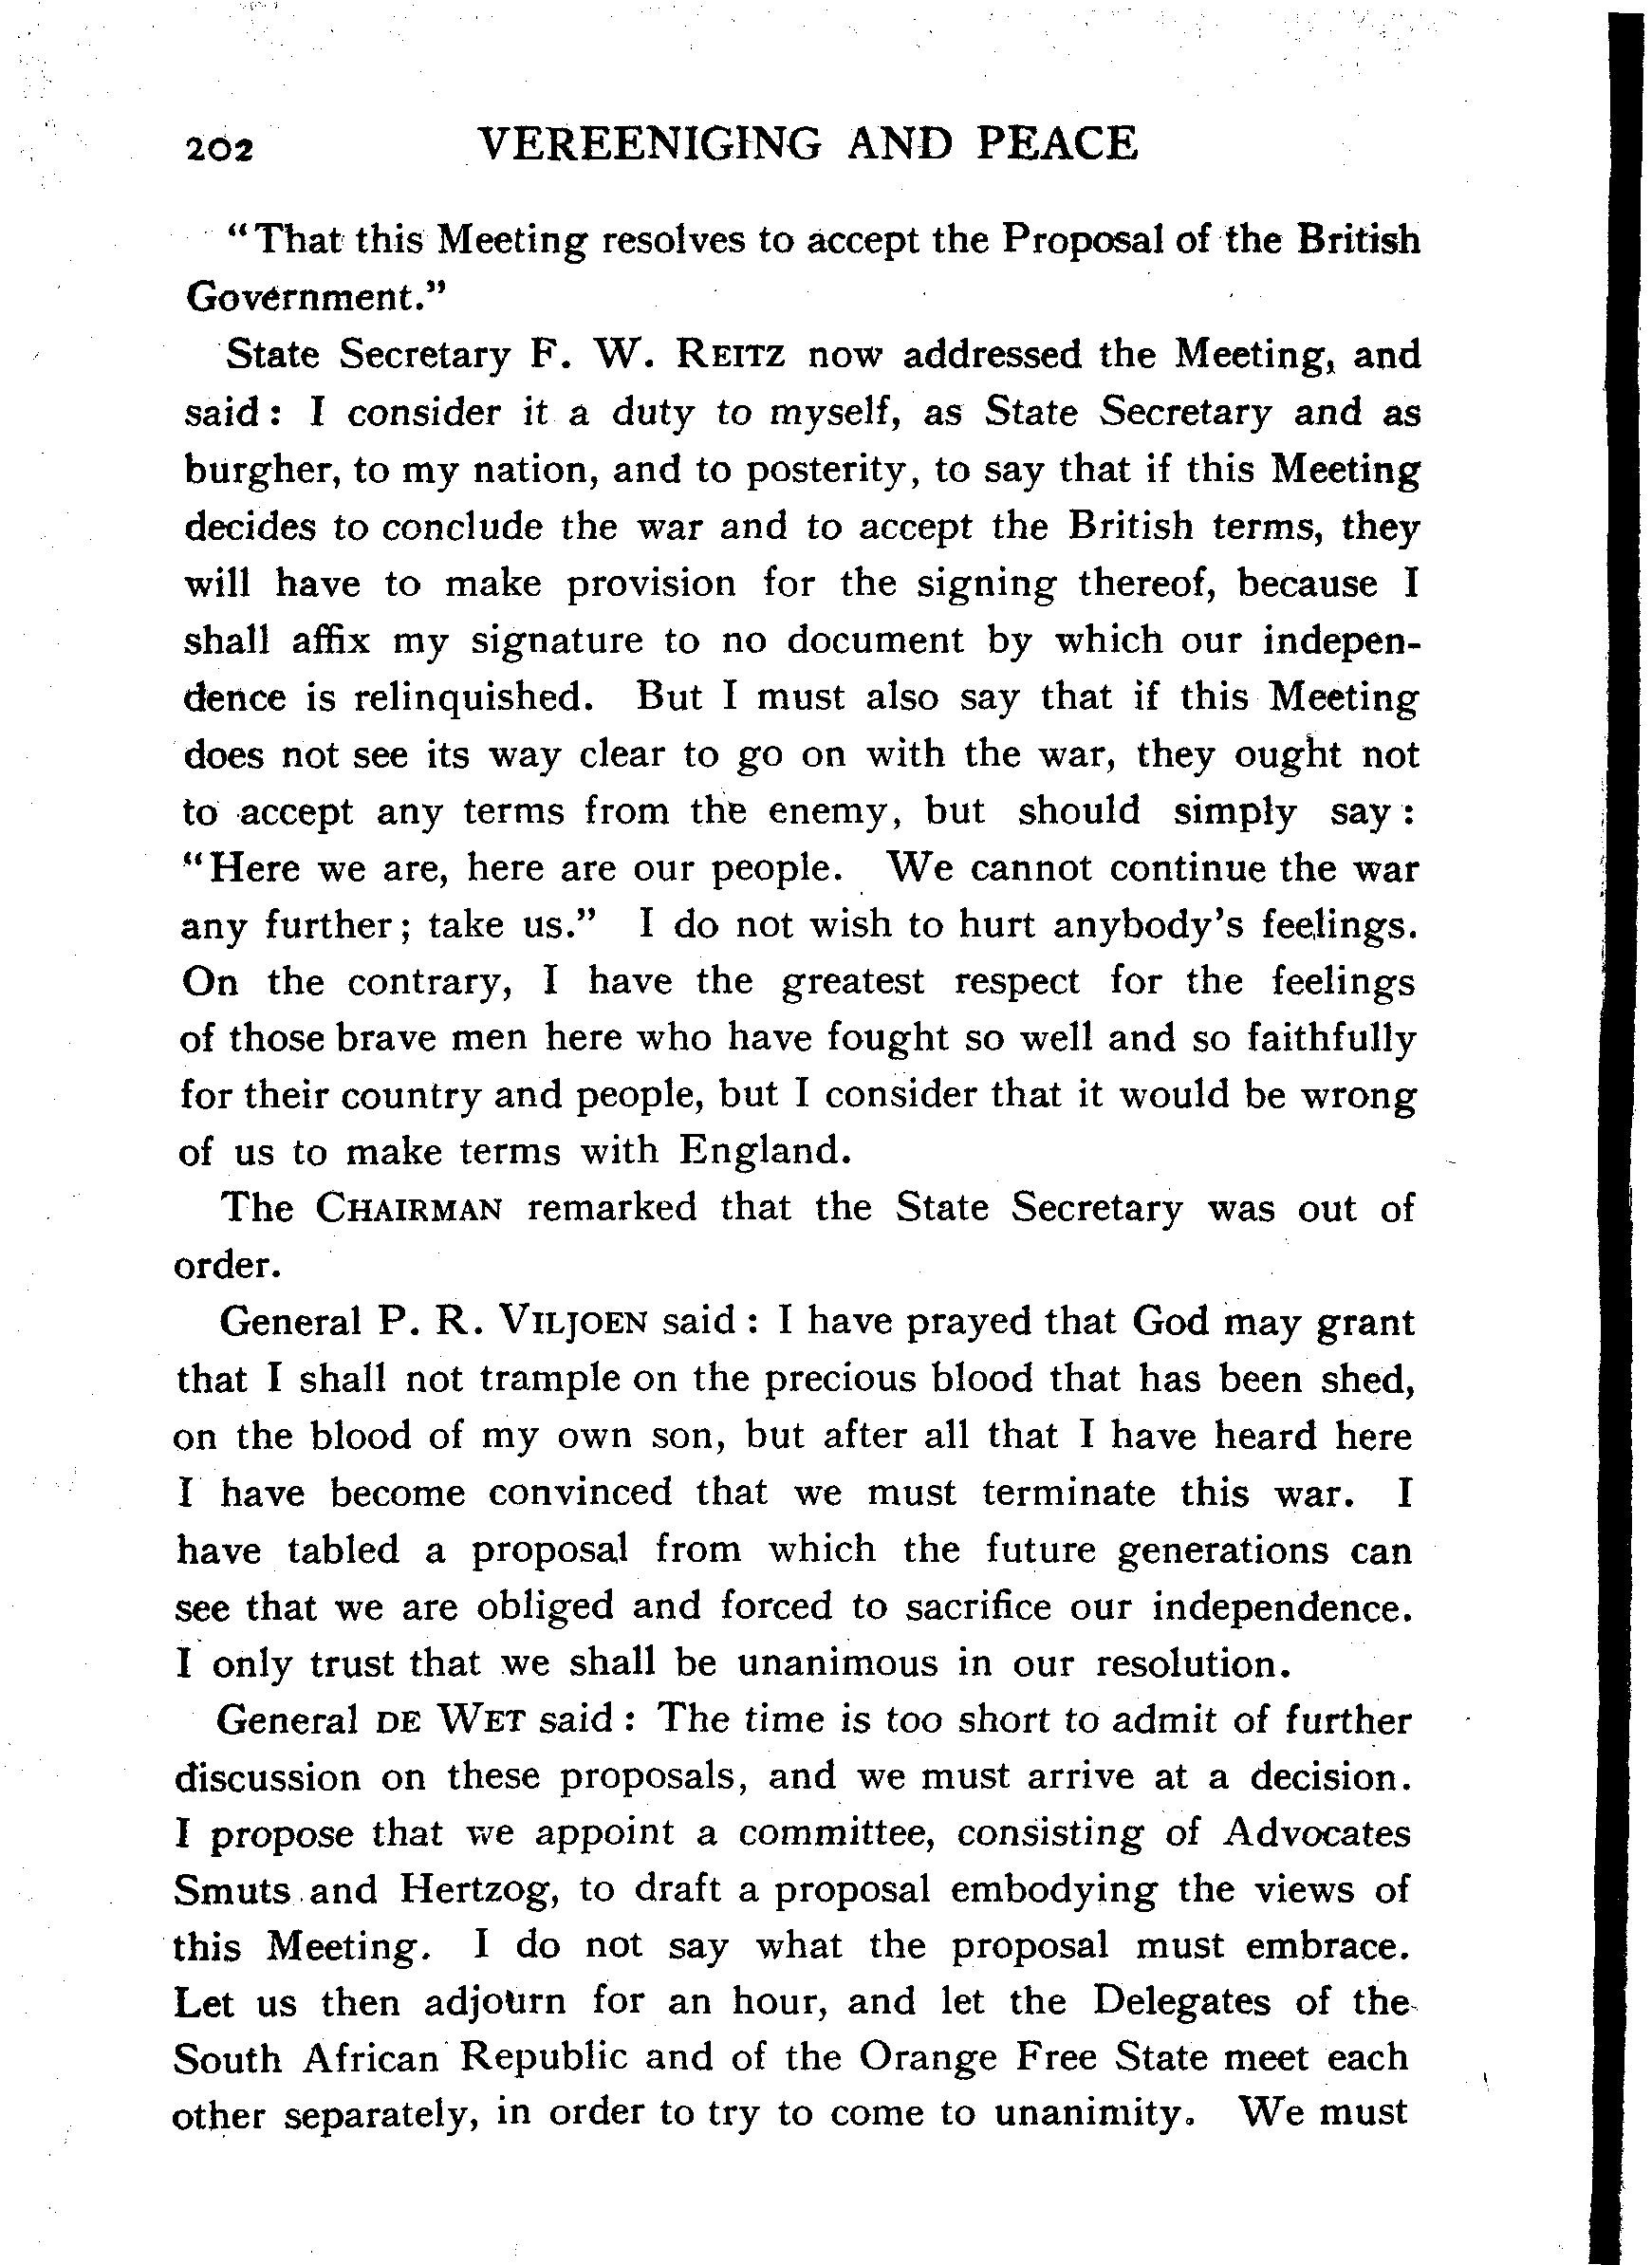 202 VEREENIGING AND PEACE
“That this Meeting resolves to accept the Proposal of the British
Government.”
State Secretary F. W. REITZ now addressed the Meeting, and
said: I consider it a duty to myself, as State Secretary and as
burgher, to my nation, and to posterity, to say that if this Meeting
decides to conclude the war and to accept the British terms, they
will have to make provision for the signing thereof, because I
shall affix my signature to no document by which our indepen-
dence is relinquished. But I must also say that if this Meeting
does not see its way clear to go on with the war, they ought not
to accept any terms from the enemy, but should simply say:
“Here we are, here are our people. We cannot continue the war
any further; take us.” I do not wish to hurt anybody's feelings.
On the contrary, I have the greatest respect for the feelings
of those brave men here who have fought so well and so faithfully
for their country and people, but I consider that it would be wrong
of us to make terms with England.
The CHAIRMAN remarked that the State Secretary was out of
order.
General P. R. VILJOEN said: I have prayed that God may grant
that I shall not trample on the precious blood that has been shed,
on the blood of my own son, but after all that I have heard here
I have become convinced that we must terminate this war. I
have tabled a proposal from which the future generations can
see that we are obliged and forced to sacrifice our independence.
I only trust that we shall be unanimous in our resolution.
General DE WET said: The time is too short to admit of further
discussion on these proposals, and we must arrive at a decision.
I propose that we appoint a committee, consisting of Advocates
Smuts and Hertzog, to draft a proposal embodying the views of
this Meeting. I do not say what the proposal must embrace.
Let us then adjourn for an hour, and let the Delegates of the
South African Republic and of the Orange Free State meet each
other separately, in order to try to come to unanimity. We must